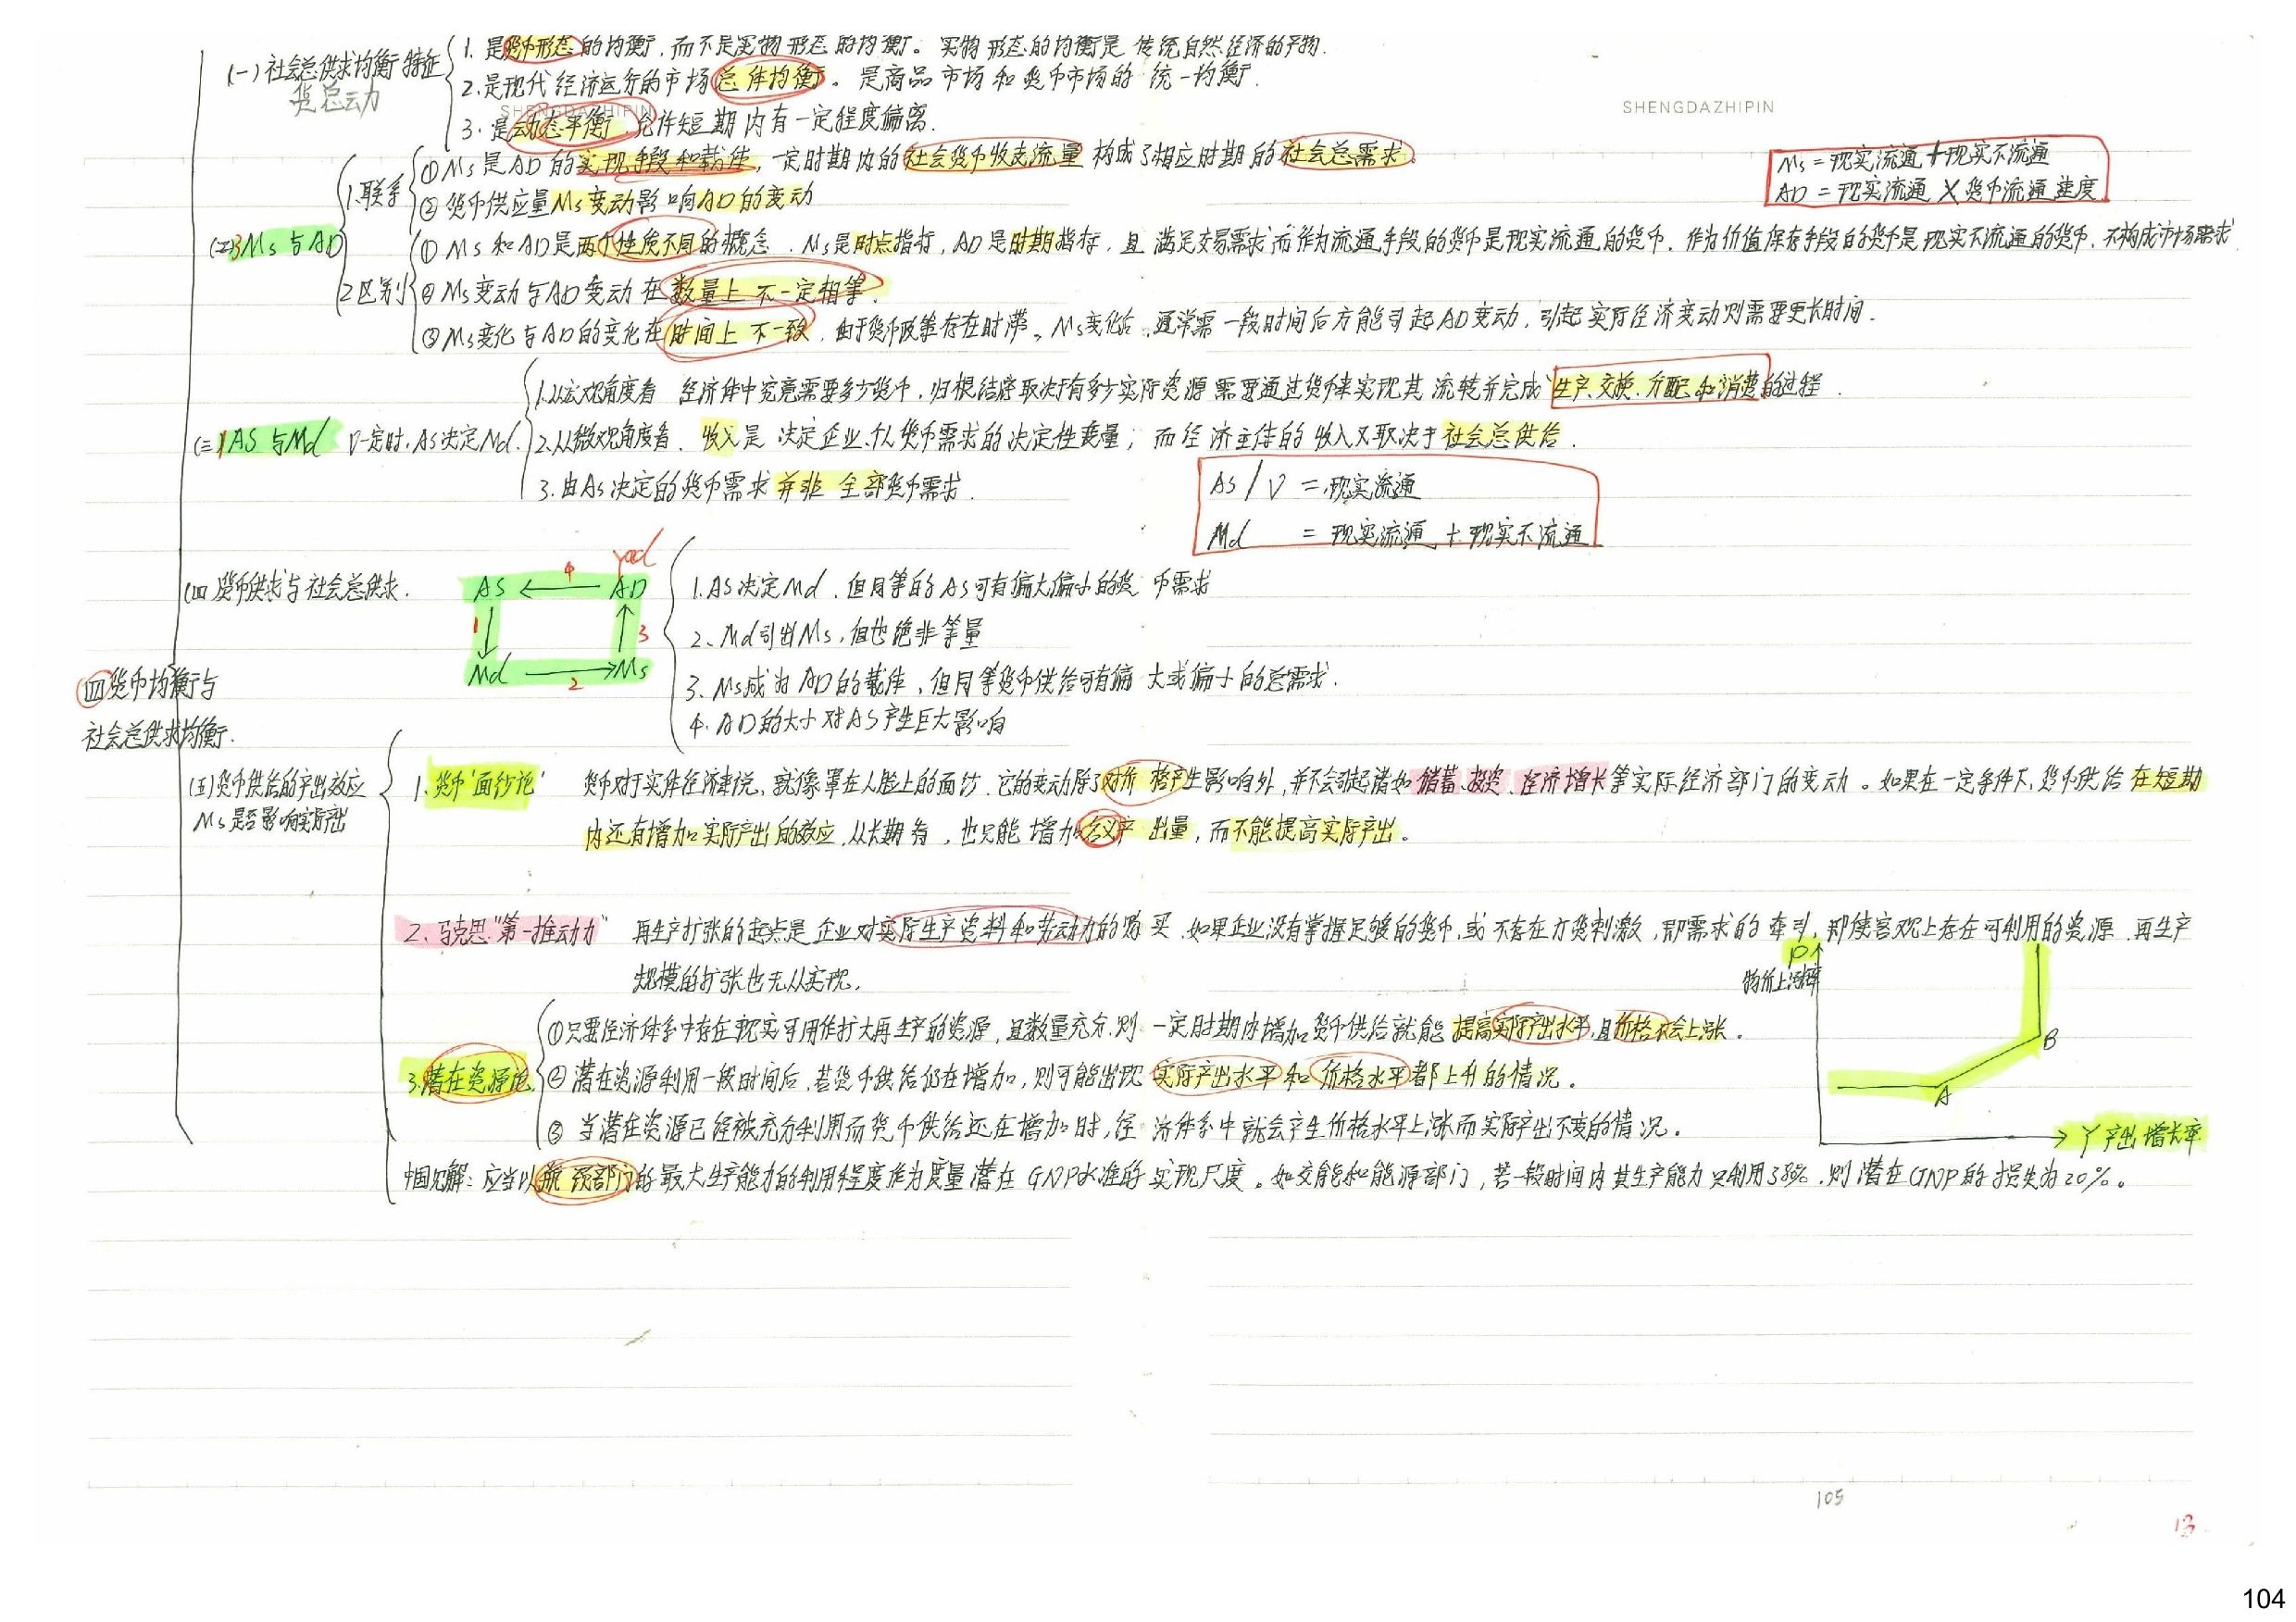 SHENGDAZHIPIN
SHENGDAZHIPIN
(一)社会总供求均衡特征
货总动
1. 是货币形态的均衡，而不是实物形态的均衡。实物形态的均衡是传统自然经济的产物.
2. 是现代经济运行的市场总体均衡。是商品市场和货币市场的统一均衡.
3. 是动态平衡.允许短期内有一定程度偏离.
(二)3Ms与AD
1.联系
①Ms是AD的实现手段和载体，一定时期内的社会货币收支流量构成了相应时期的社会总需求.
②货币供应量Ms变动影响AD的变动
Ms=现实流通+现实不流通
AD=现实流通×货币流通速度
2区别
①Ms和AD是两个性质不同的概念.Ms是时点指标,AD是时期指标,且满足交易需求而作为流通手段的货币是现实流通的货币.作为价值保存手段的货币是现实不流通的货币.不构成市场需求
②Ms变动与AD变动在数量上不一定相等.
③Ms变化与AD的变化在时间上不一致.由于货币政策存在时滞。Ms变化后,通常需一段时间后方能引起AD变动,引起实际经济变动则需要更长时间.
(三)1AS与Md V一定时.AS决定Md.
1.从宏观角度看 经济体中究竟需要多少货币,归根结底取决于有多少实际资源需要通过货币来实现其流转并完成生产.交换.分配和消费的过程.
2.从微观角度看.收入是决定企业.个人货币需求的决定性变量;而经济主体的收入又取决于社会总供给.
3.由AS决定的货币需求并非全部货币需求.
AS/V=现实流通
Md =现实流通+现实不流通
(四 货币供求与社会总供求.
AS 4 AD
yad
1 3
Md 2 Ms
1.AS决定Md.但同等的AS可有偏大偏小的货币需求
2、Md引出Ms,但也绝非等量
3、Ms成为AD的载体,但同等货币供给可有偏大或偏小的总需求.
4.AD的大小对AS产生巨大影响
(四)货币均衡与
社会总供求均衡.
(五)货币供给的产出效应
Ms是否影响实际产出
1.货币"面纱论" 货币对于实体经济来说,就像罩在人脸上的面纱.它的变动除了对价格产生影响外,并不会引起诸如储蓄、投资、经济增长等实际经济部门的变动。如果在一定条件下,货币供给在短期
内还有增加实际产出的效应.从长期看,也只能增加名义产出量,而不能提高实际产出。
2、马克思"第一推动力" 再生产扩张的起点是企业对实际生产资料和劳动力的购买.如果企业没有掌握足够的货币,或不存在力货刺激,即需求的牵引,即使客观上存在可利用的资源.再生产
规模的扩张也无从实现.
3.潜在资源论
①只要经济体系中存在现实可用作扩大再生产的资源,且数量充分.则一定时期内增加货币供给就能提高实际产出水平,且价格不会上涨.
②潜在资源利用一段时间后.若货币供给仍在增加,则可能出现实际产出水平和价格水平都上升的情况。
③当潜在资源已经被充分利用而货币供给还在增加时,经济体系中就会产生价格水平上涨而实际产出不变的情况。
P
物价上涨率
B
A
Y产出增长率
中国见解:应当以瓶颈部门的最大生产能力的利用程度作为度量潜在GNP水准的实现尺度。如交通和能源部门,若一段时间内其生产能力只利用380%.则潜在GNP的损失为20%。
105
13
104